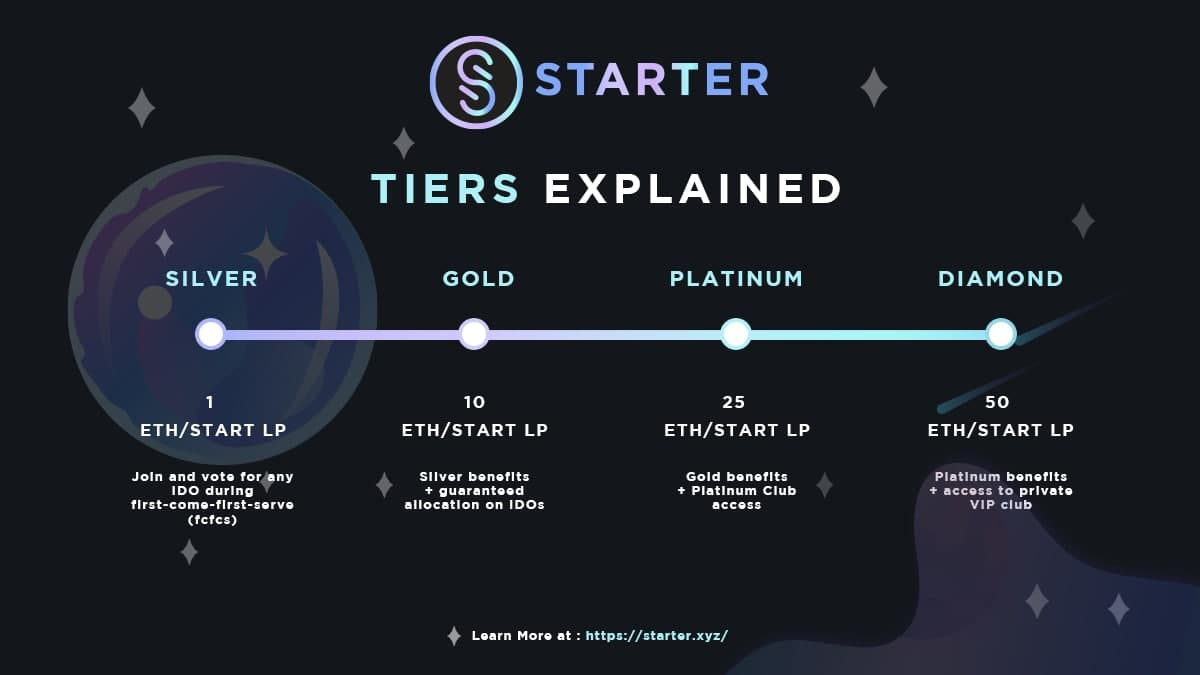 STARTER
TIERS EXPLAINED
SILVER
GOLD
PLATINUM
DIAMOND
1
ETH/START LP
10
ETH/START LP
25
ETH/START LP
50
ETH/START LP
Join and vote for any
IDO during
first-come-first-serve
(fcfcs)
Silver benefits
+ guaranteed
allocation on IDOs
Gold benefits
+ Platinum Club
access
Platinum benefits
+ access to private
VIP club
Learn More at : https://starter.xyz/